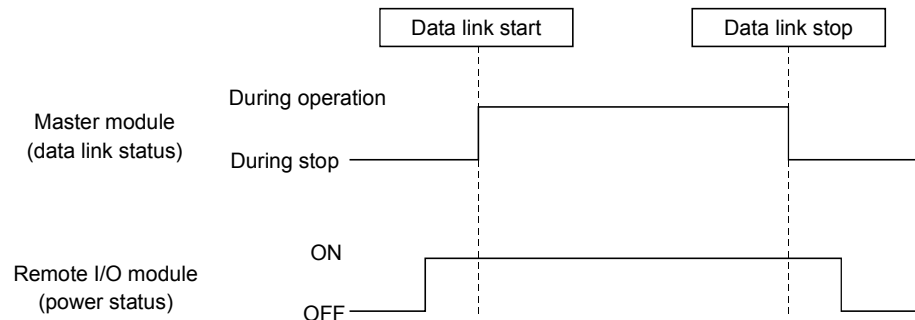 Data link start
Data link stop
During operation
Master module
(data link status)
During stop
ON
Remote I/O module
(power status)
OFF